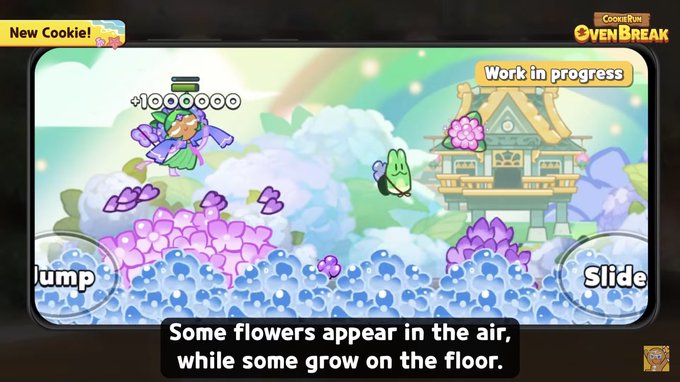 New Cookie!
CookieRun
OvenBreak
Work in progress
+1000000
Jump
Slide
Some flowers appear in the air,
while some grow on the floor.